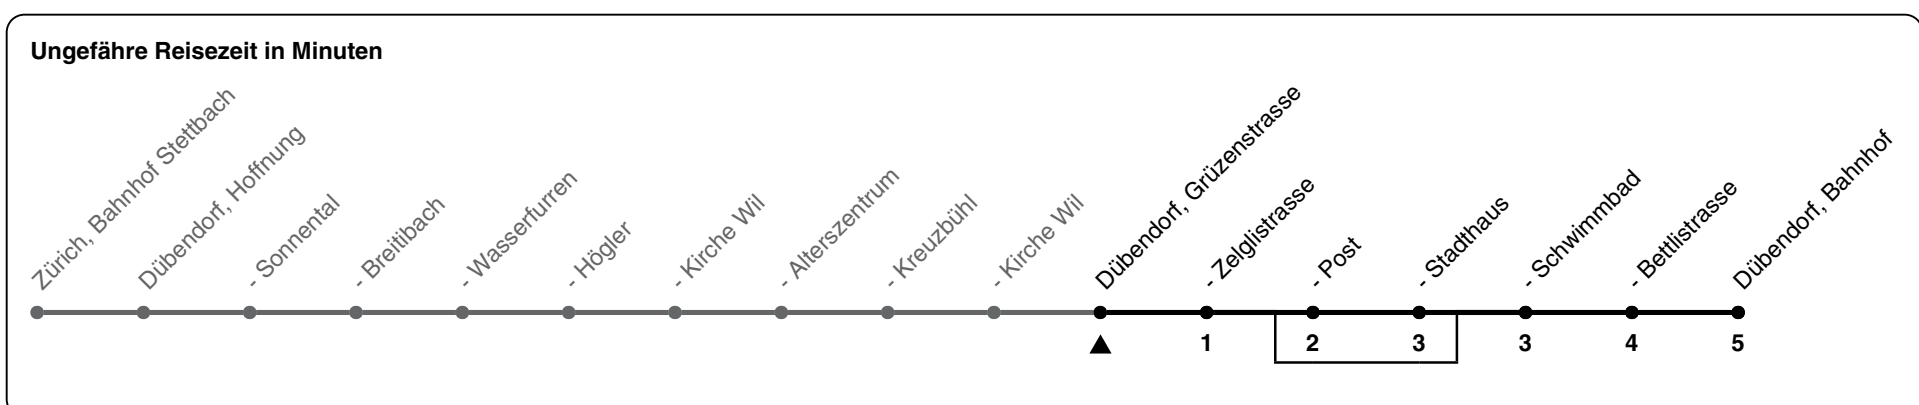 Ungefähre Reisezeit in Minuten
Zürich, Bahnhof Stettbach
Dübendorf, Hoffnung
- Sonnental
- Breitibach
- Wasserfurren
- Högler
- Kirche Wil
- Alterszentrum
- Kreuzbühl
- Kirche Wil
Dübendorf, Grüzenstrasse
- Zelglistrasse
- Post
- Stadthaus
- Schwimmbad
- Bettlistrasse
Dübendorf, Bahnhof
1 2 3 3 4 5